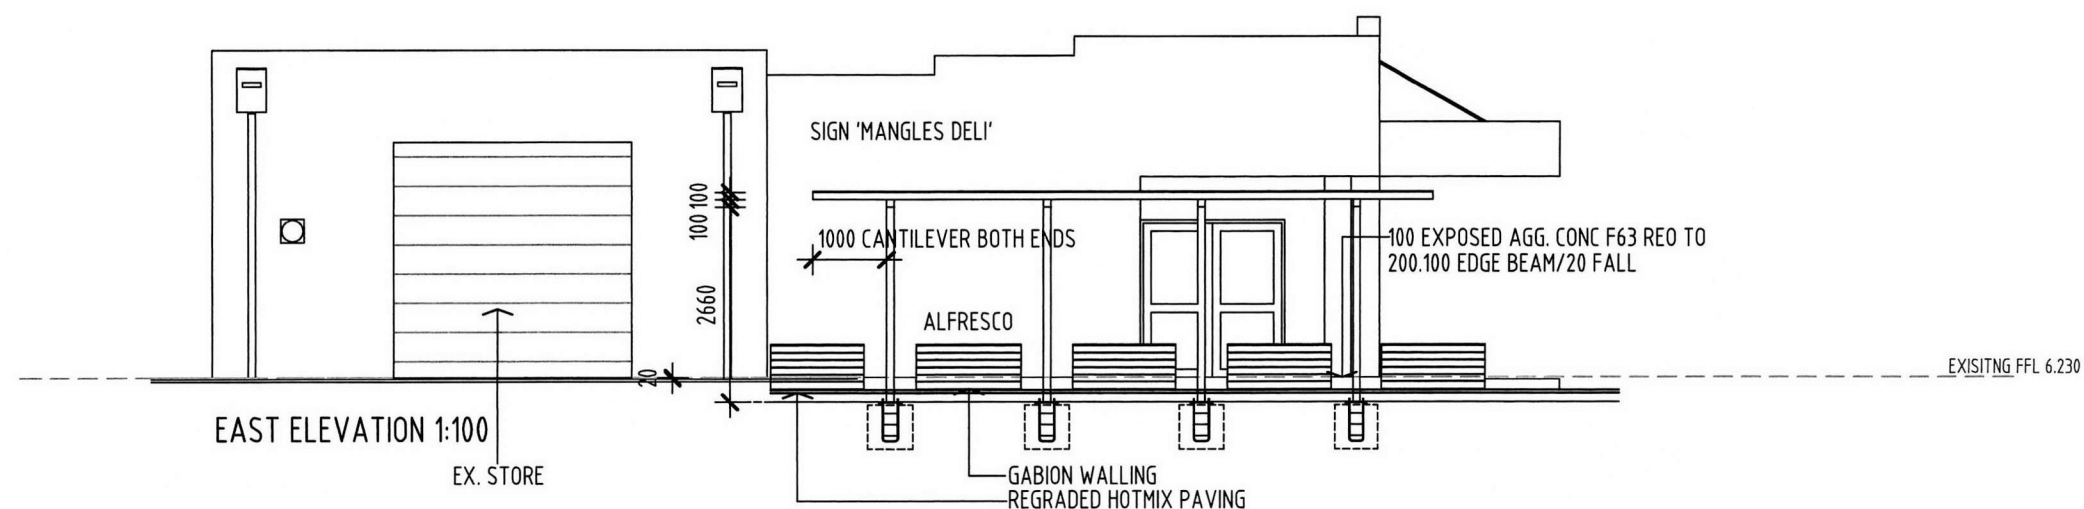 SIGN 'MANGLES DELI'
100
100
1000 CANTILEVER BOTH ENDS
100 EXPOSED AGG. CONC F63 REO TO
200.100 EDGE BEAM/20 FALL
2660
ALFRESCO
20
EXISITNG FFL 6.230
EAST ELEVATION 1:100
EX. STORE
GABION WALLING
REGRADED HOTMIX PAVING